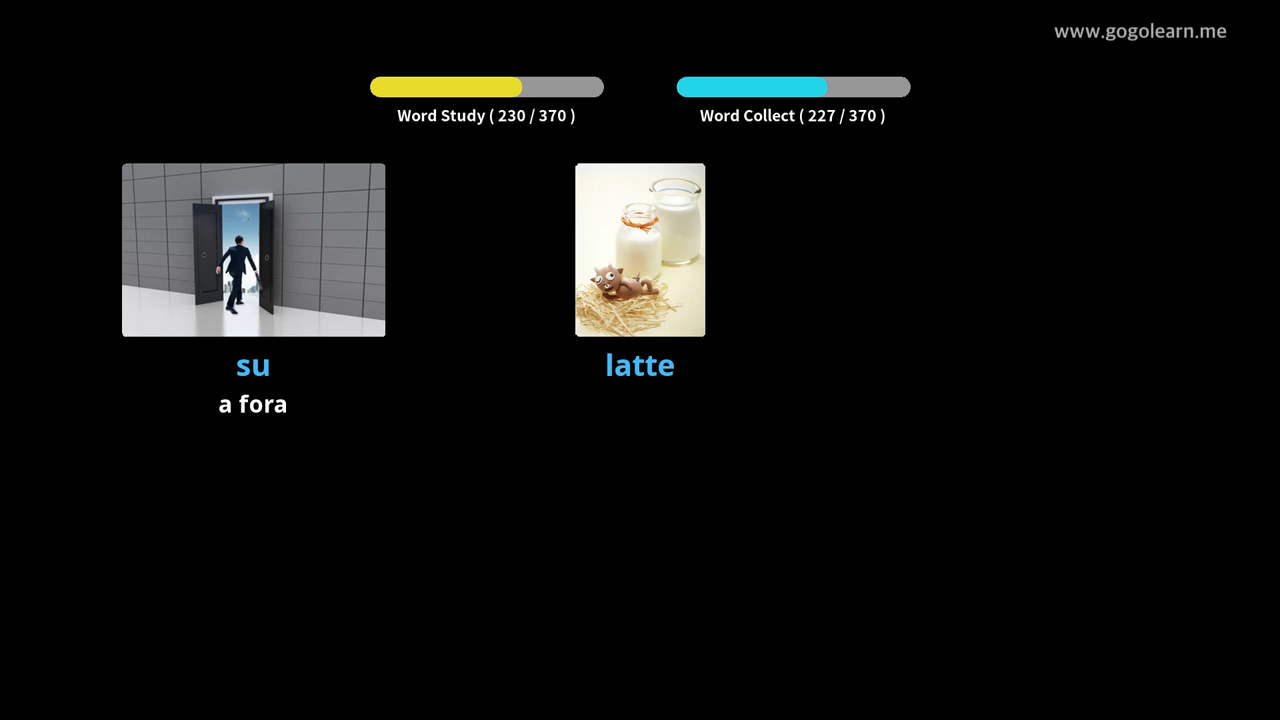 www.gogolearn.me
Word Study ( 230 / 370 )
Word Collect ( 227 / 370 )
su
latte
a fora